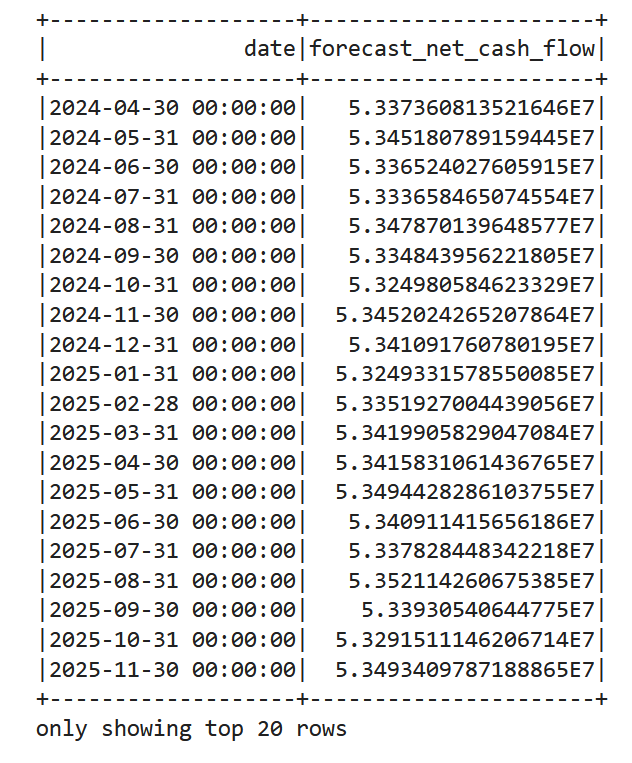 +-------------------+----------------------+
|               date|forecast_net_cash_flow|
+-------------------+----------------------+
|2024-04-30 00:00:00|   5.337360813521646E7|
|2024-05-31 00:00:00|   5.345180789159445E7|
|2024-06-30 00:00:00|   5.336524027605915E7|
|2024-07-31 00:00:00|   5.333658465074554E7|
|2024-08-31 00:00:00|   5.347870139648577E7|
|2024-09-30 00:00:00|   5.334843956221805E7|
|2024-10-31 00:00:00|   5.324980584623329E7|
|2024-11-30 00:00:00|  5.3452024265207864E7|
|2024-12-31 00:00:00|   5.341091760780195E7|
|2025-01-31 00:00:00|  5.3249331578550085E7|
|2025-02-28 00:00:00|  5.3351927004439056E7|
|2025-03-31 00:00:00|  5.3419905829047084E7|
|2025-04-30 00:00:00|  5.3415831061436765E7|
|2025-05-31 00:00:00|  5.3494428286103755E7|
|2025-06-30 00:00:00|   5.340911415656186E7|
|2025-07-31 00:00:00|   5.337828448342218E7|
|2025-08-31 00:00:00|   5.352114260675385E7|
|2025-09-30 00:00:00|    5.33930540644775E7|
|2025-10-31 00:00:00|  5.3291511146206714E7|
|2025-11-30 00:00:00|  5.3493409787188865E7|
+-------------------+----------------------+
only showing top 20 rows